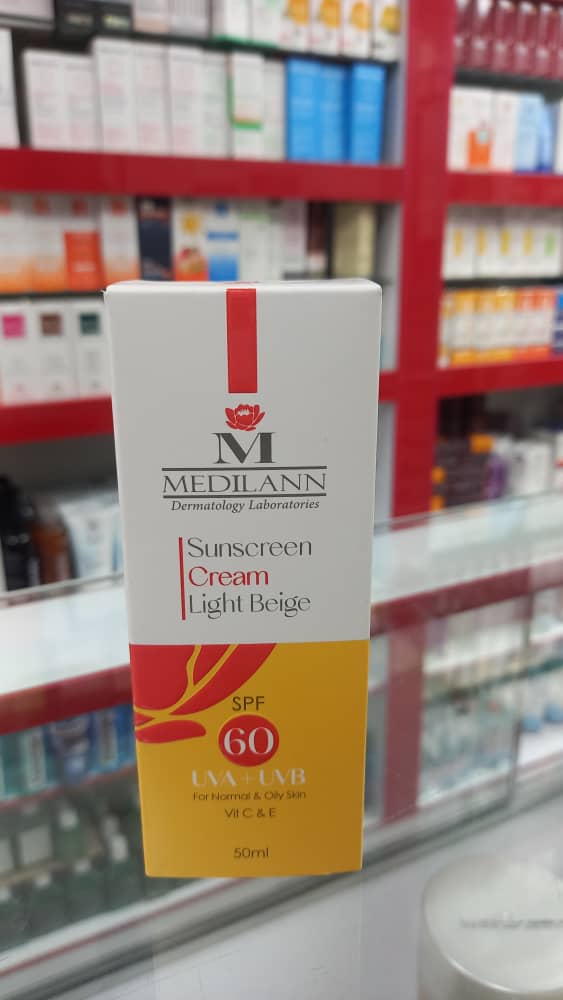 M
MEDILANN
Dermatology Laboratories
Sunscreen
Cream
Light Beige
SPF
60
UVA + UVB
For Normal & Oily Skin
Vit C & E
50ml